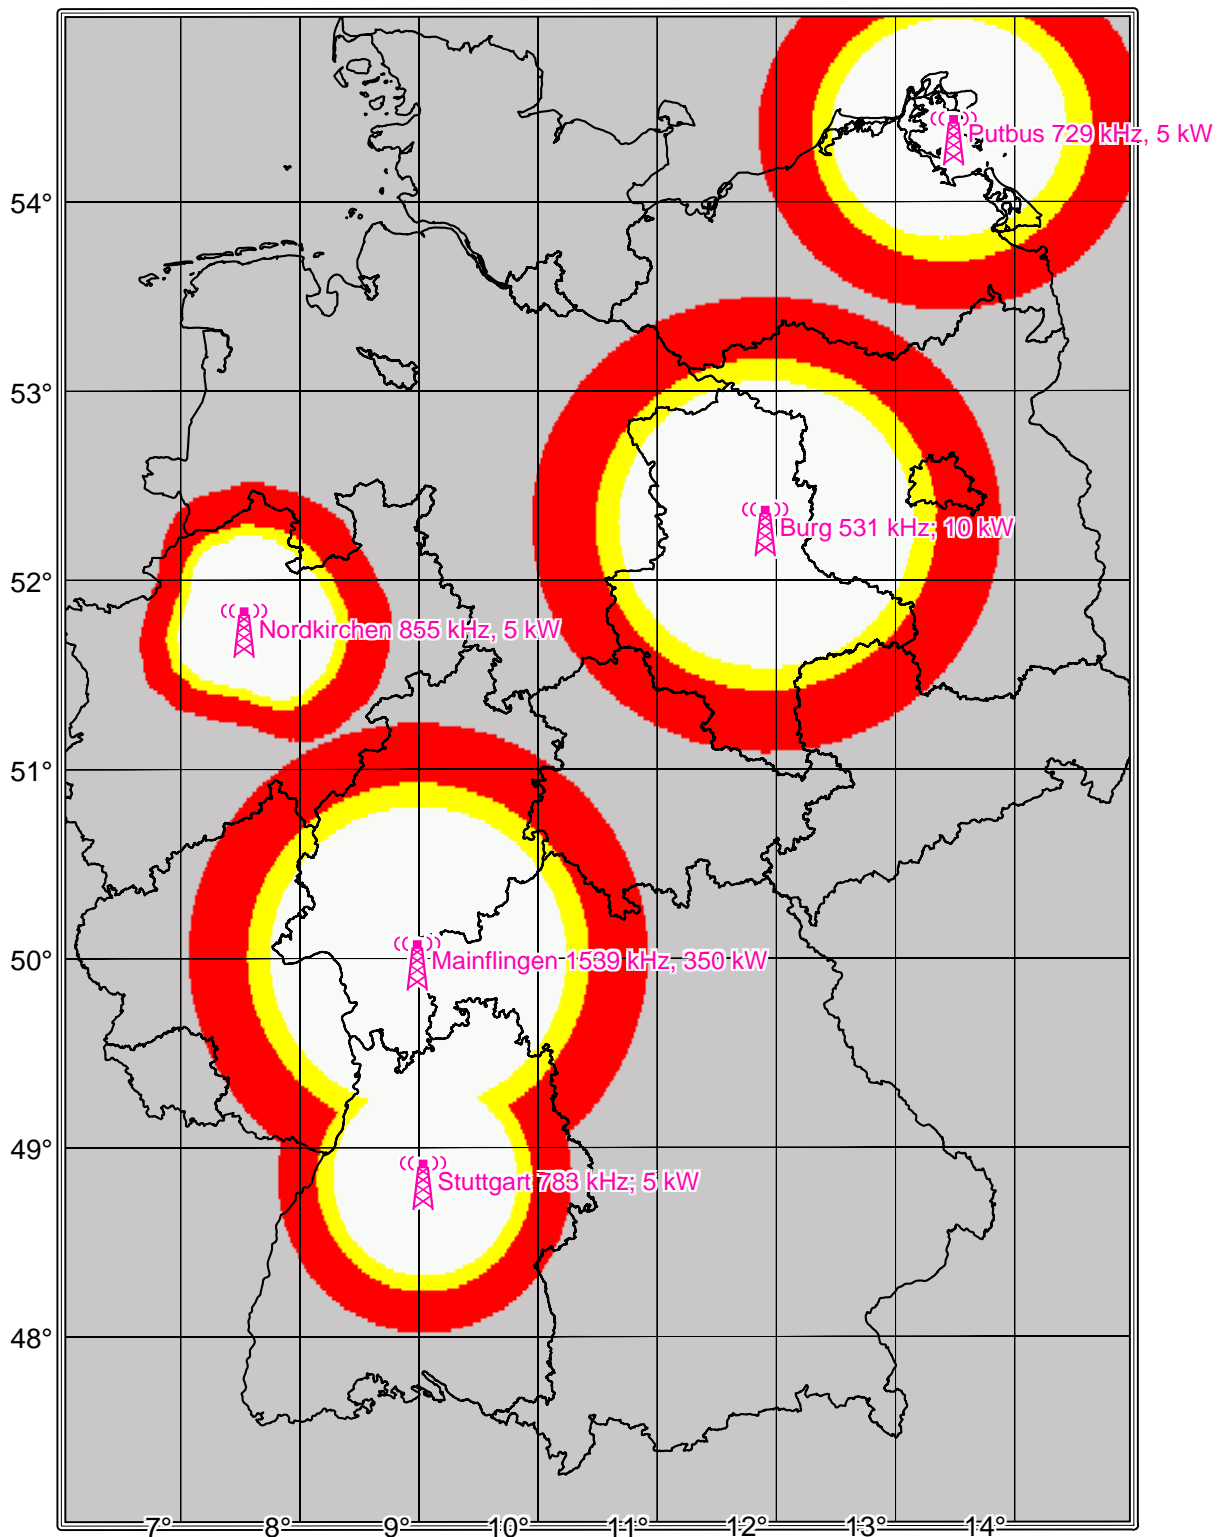 Putbus 729 kHz, 5 kW
54°
53°
Burg 531 kHz; 10 kW
52°
Nordkirchen 855 kHz, 5 kW
51°
50°
Mainflingen 1539 kHz, 350 kW
49°
Stuttgart 783 kHz; 5 kW
48°
7° 8° 9° 10° 11° 12° 13° 14°